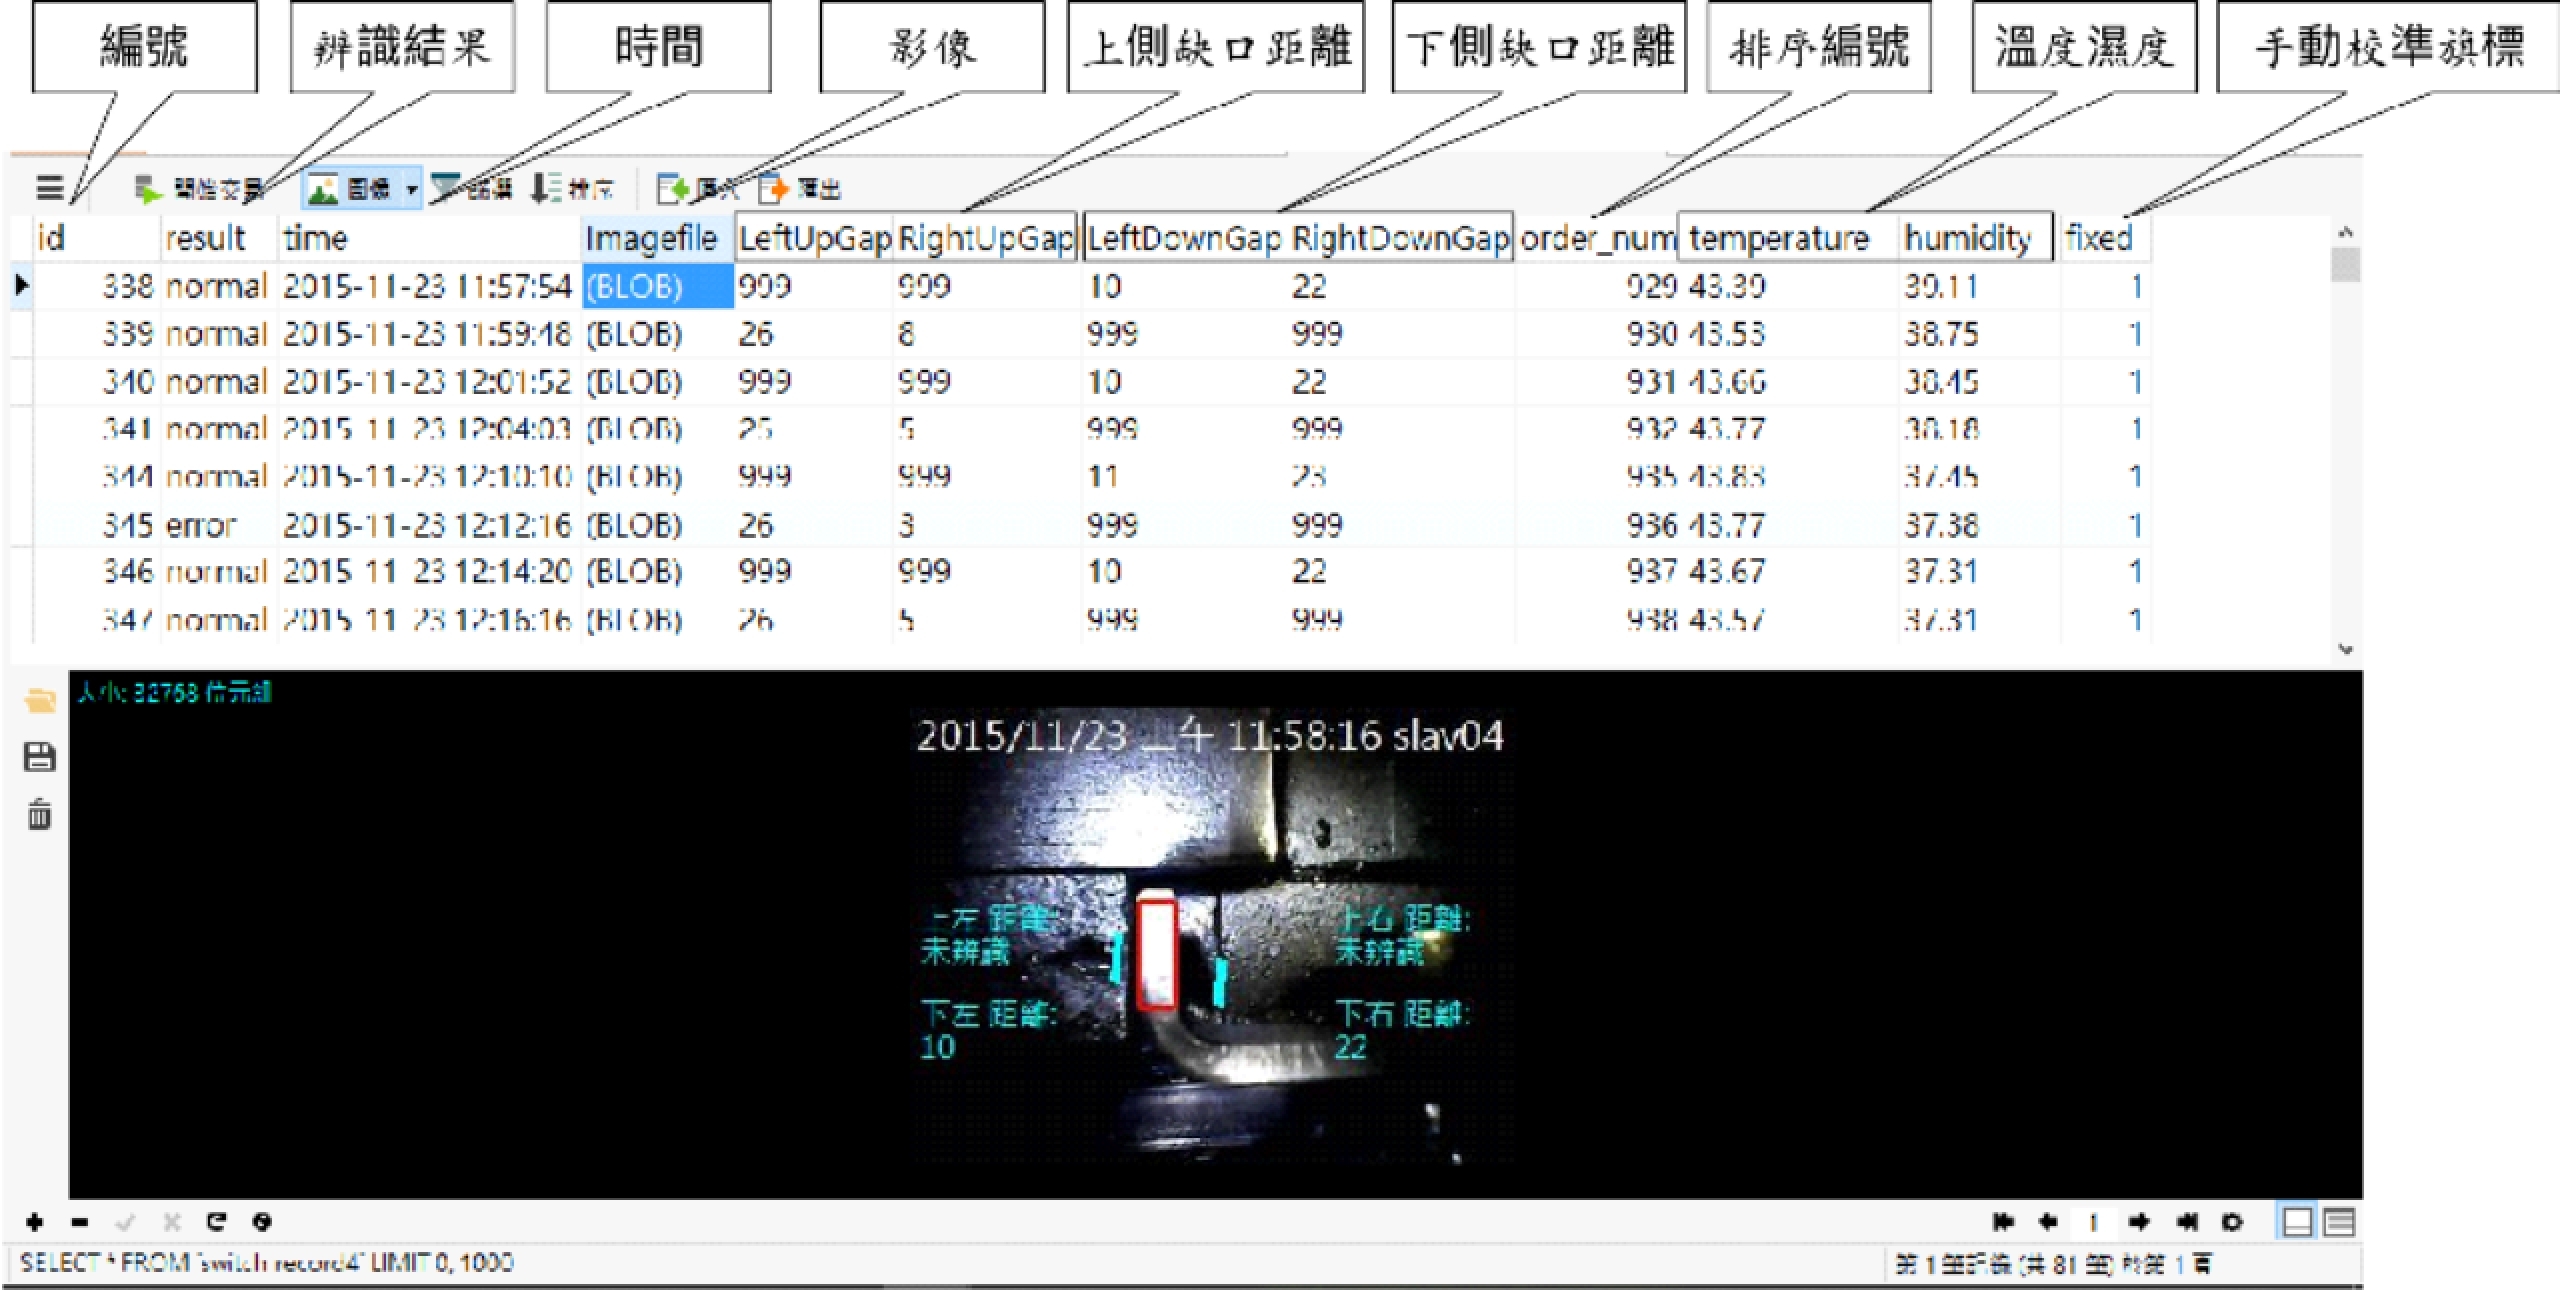 編號 辨識結果 時間 影像 上側缺口距離 下側缺口距離 排序編號 溫度濕度 手動校準旗標
開始交易 圖像 篩選 排序 匯入 匯出
id result time Imagefile LeftUpGap RightUpGap LeftDownGap RightDownGap order_num temperature humidity fixed
338 normal 2015-11-23 11:57:54 (BLOB) 999 999 10 22 929 43.39 39.11 1
339 normal 2015-11-23 11:59:48 (BLOB) 26 8 999 999 930 43.53 38.75 1
340 normal 2015-11-23 12:01:52 (BLOB) 999 999 10 22 931 43.66 38.45 1
341 normal 2015-11-23 12:04:03 (BLOB) 25 5 999 999 932 43.77 38.18 1
344 normal 2015-11-23 12:10:10 (BLOB) 999 999 11 23 935 43.83 37.45 1
345 error 2015-11-23 12:12:16 (BLOB) 26 3 999 999 936 43.77 37.38 1
346 normal 2015-11-23 12:14:20 (BLOB) 999 999 10 22 937 43.67 37.31 1
347 normal 2015-11-23 12:16:16 (BLOB) 26 5 999 999 938 43.57 37.31 1
大小: 32768 位元組
2015/11/23 上午 11:58:16 slav04
上左 距離: 上右 距離:
未辨識 未辨識
下左 距離: 下右 距離:
10 22
1
SELECT * FROM `switch record4` LIMIT 0, 1000 第 1 筆記錄 (共 81 筆) 於第 1 頁